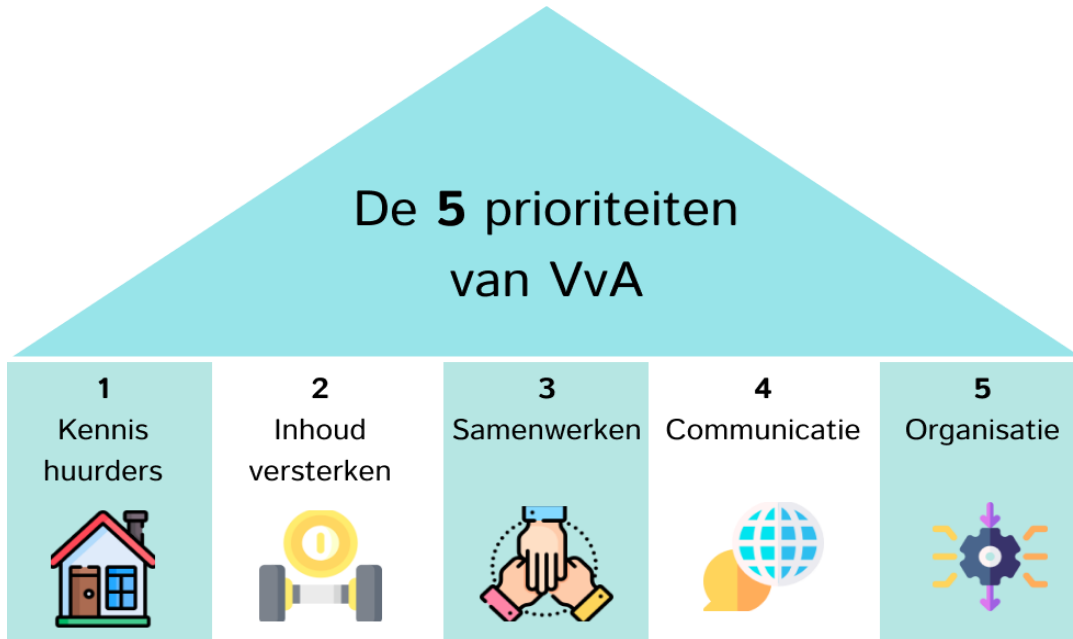 De 5 prioriteiten
van VvA
1
Kennis
huurders
2
Inhoud
versterken
3
Samenwerken
4
Communicatie
5
Organisatie